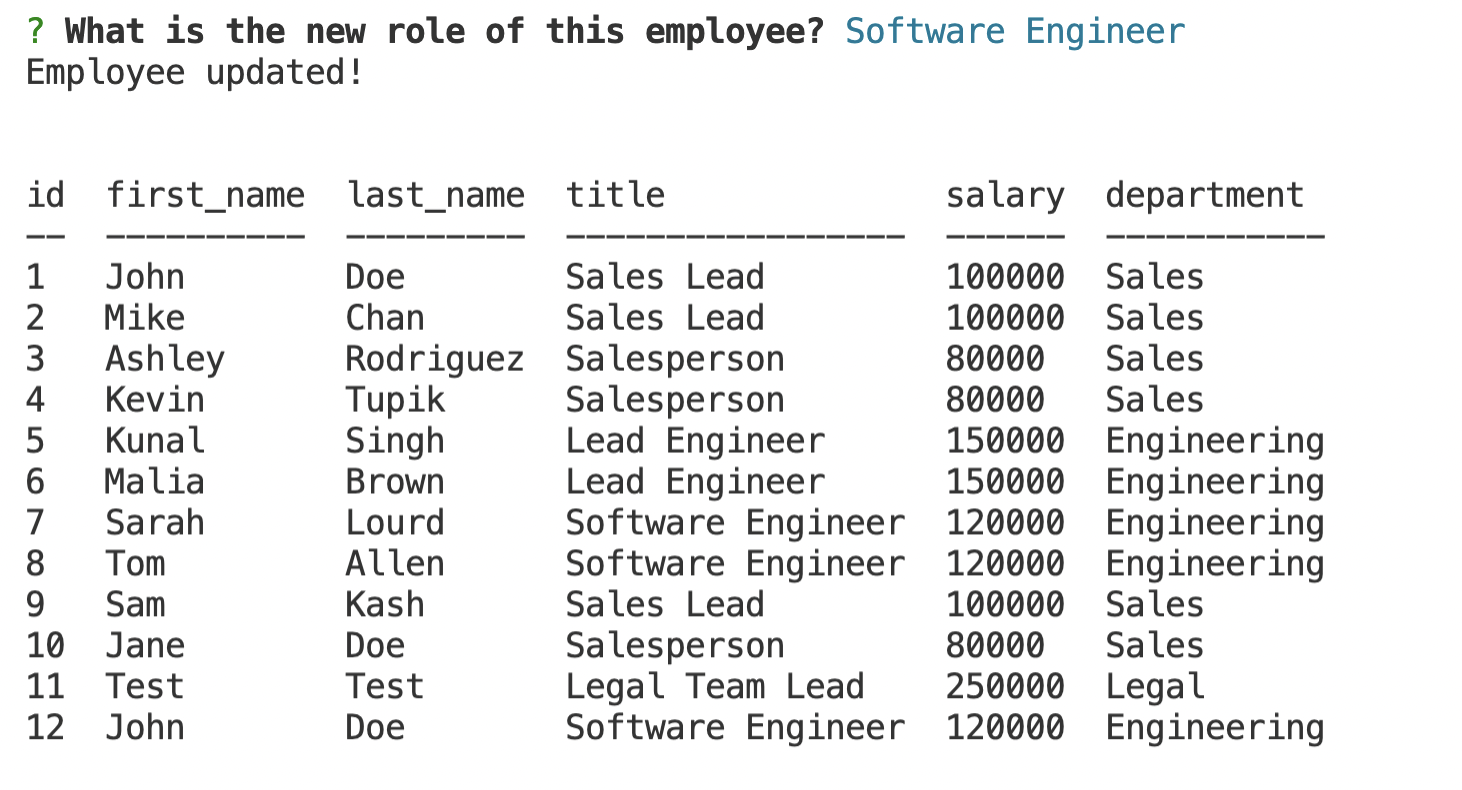 ? What is the new role of this employee? Software Engineer
Employee updated!
id  first_name  last_name  title              salary  department
--  ----------  ---------  -----------------  ------  -----------
1   John        Doe        Sales Lead         100000  Sales
2   Mike        Chan       Sales Lead         100000  Sales
3   Ashley      Rodriguez  Salesperson        80000   Sales
4   Kevin       Tupik      Salesperson        80000   Sales
5   Kunal       Singh      Lead Engineer      150000  Engineering
6   Malia       Brown      Lead Engineer      150000  Engineering
7   Sarah       Lourd      Software Engineer  120000  Engineering
8   Tom         Allen      Software Engineer  120000  Engineering
9   Sam         Kash       Sales Lead         100000  Sales
10  Jane        Doe        Salesperson        80000   Sales
11  Test        Test       Legal Team Lead    250000  Legal
12  John        Doe        Software Engineer  120000  Engineering